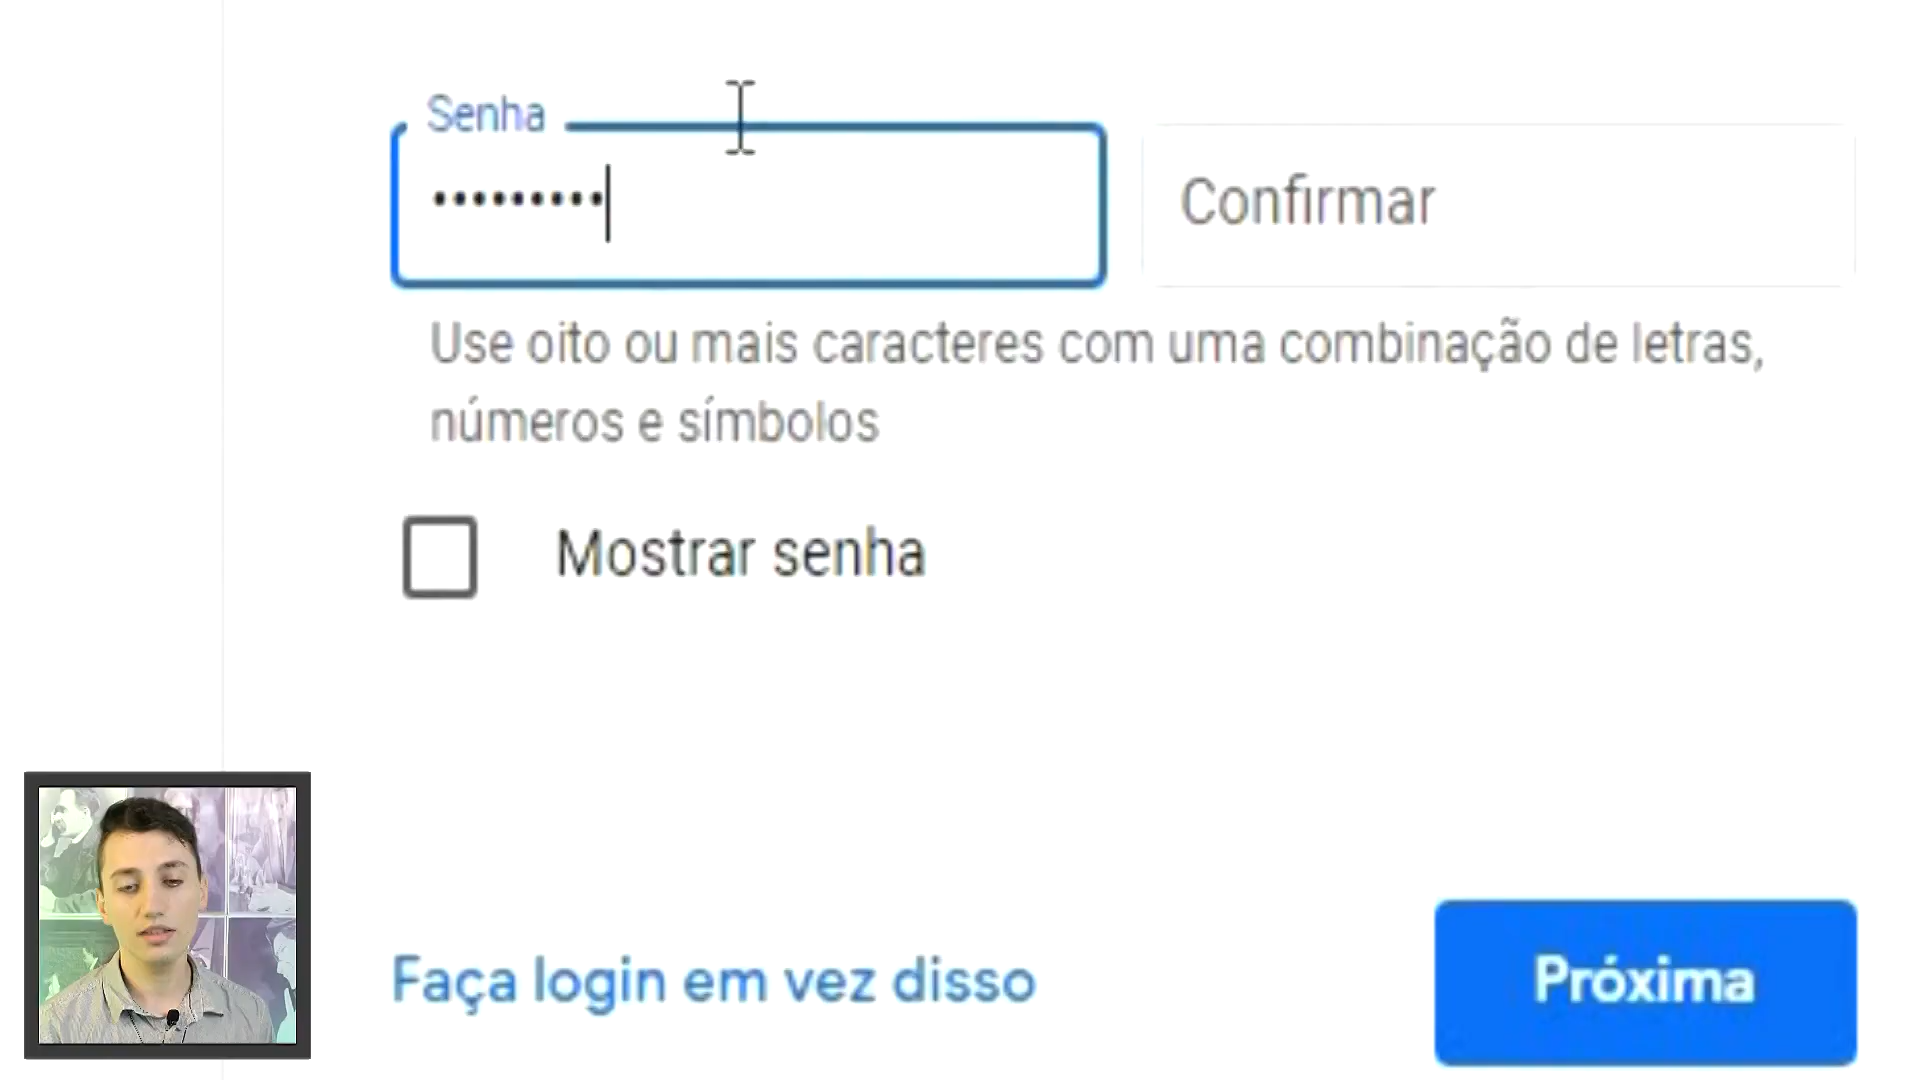 Senha
•••••••••
Confirmar
Use oito ou mais caracteres com uma combinação de letras,
números e símbolos
Mostrar senha
Faça login em vez disso
Próxima